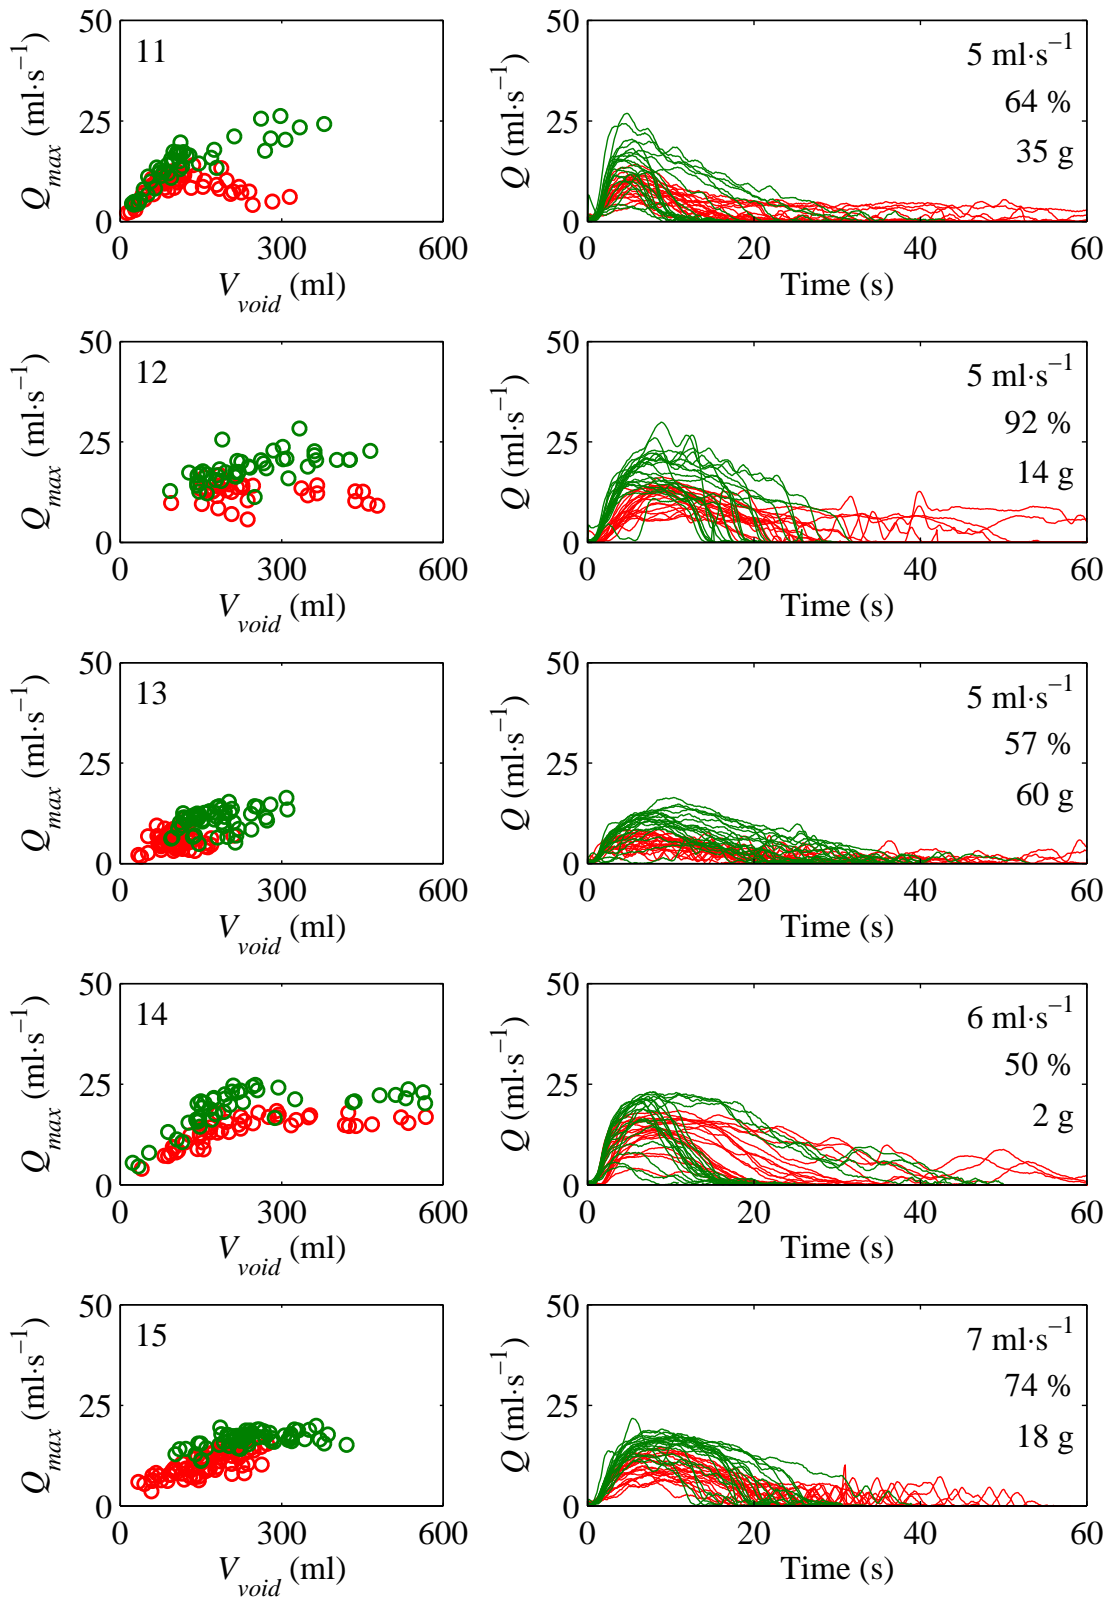 50
25
0
Q_max (ml·s⁻¹)
11
0 300 600
V_void (ml)
50
25
0
Q (ml·s⁻¹)
5 ml·s⁻¹
64 %
35 g
0 20 40 60
Time (s)
50
25
0
Q_max (ml·s⁻¹)
12
0 300 600
V_void (ml)
50
25
0
Q (ml·s⁻¹)
5 ml·s⁻¹
92 %
14 g
0 20 40 60
Time (s)
50
25
0
Q_max (ml·s⁻¹)
13
0 300 600
V_void (ml)
50
25
0
Q (ml·s⁻¹)
5 ml·s⁻¹
57 %
60 g
0 20 40 60
Time (s)
50
25
0
Q_max (ml·s⁻¹)
14
0 300 600
V_void (ml)
50
25
0
Q (ml·s⁻¹)
6 ml·s⁻¹
50 %
2 g
0 20 40 60
Time (s)
50
25
0
Q_max (ml·s⁻¹)
15
0 300 600
V_void (ml)
50
25
0
Q (ml·s⁻¹)
7 ml·s⁻¹
74 %
18 g
0 20 40 60
Time (s)